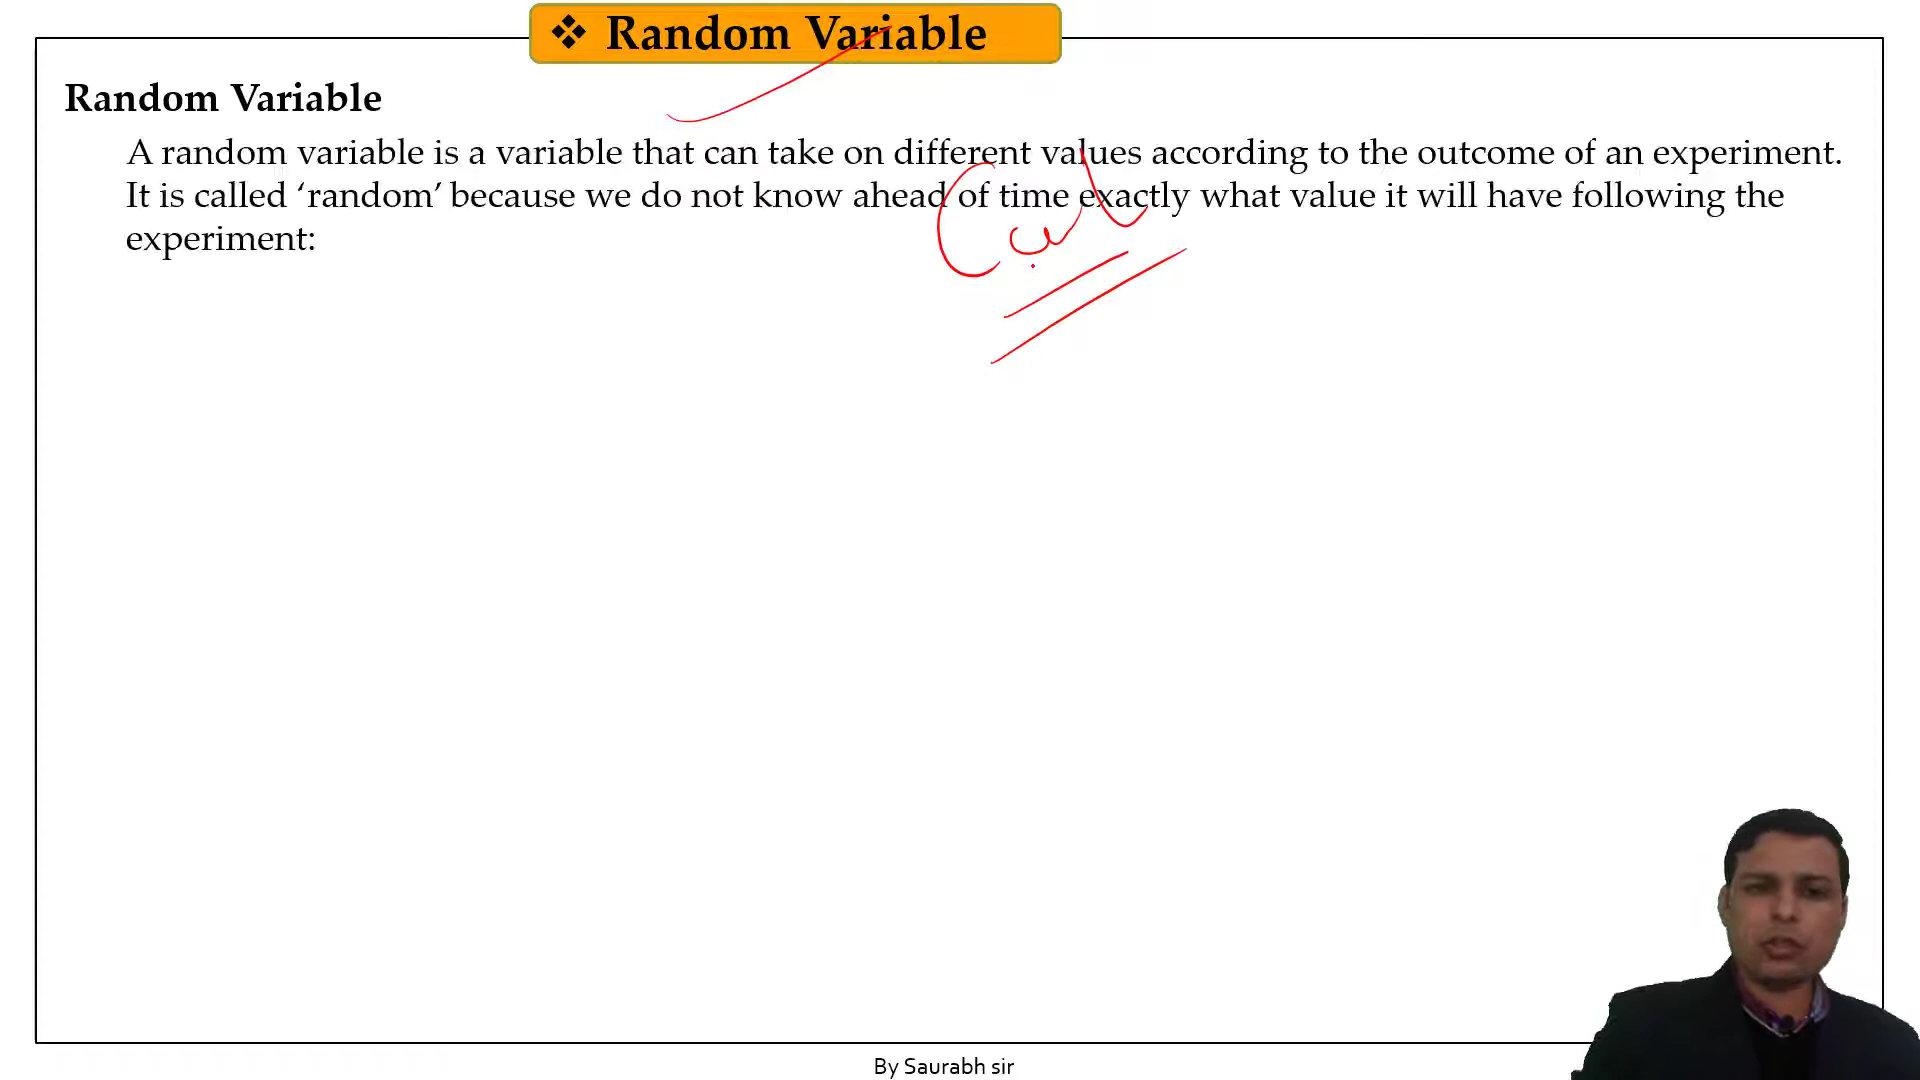 ❖ Random Variable
Random Variable
A random variable is a variable that can take on different values according to the outcome of an experiment.
It is called ‘random’ because we do not know ahead of time exactly what value it will have following the
experiment:
By Saurabh sir